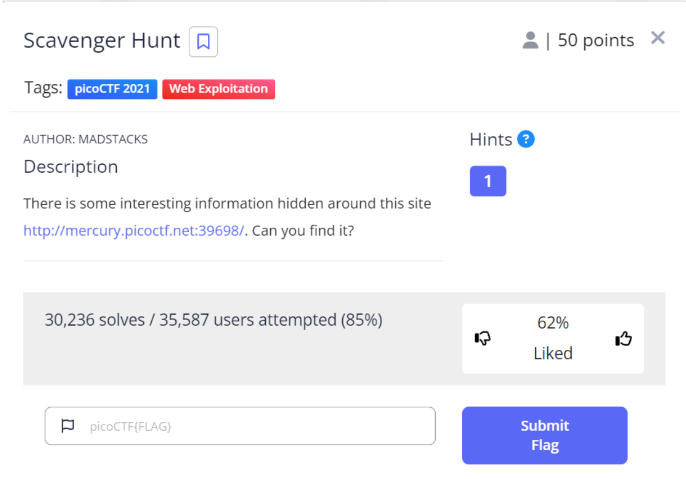 Scavenger Hunt
| 50 points ×
Tags: picoCTF 2021 Web Exploitation
AUTHOR: MADSTACKS
Hints ?
Description
1
There is some interesting information hidden around this site
http://mercury.picoctf.net:39698/. Can you find it?
30,236 solves / 35,587 users attempted (85%)
62%
Liked
picoCTF{FLAG}
Submit
Flag